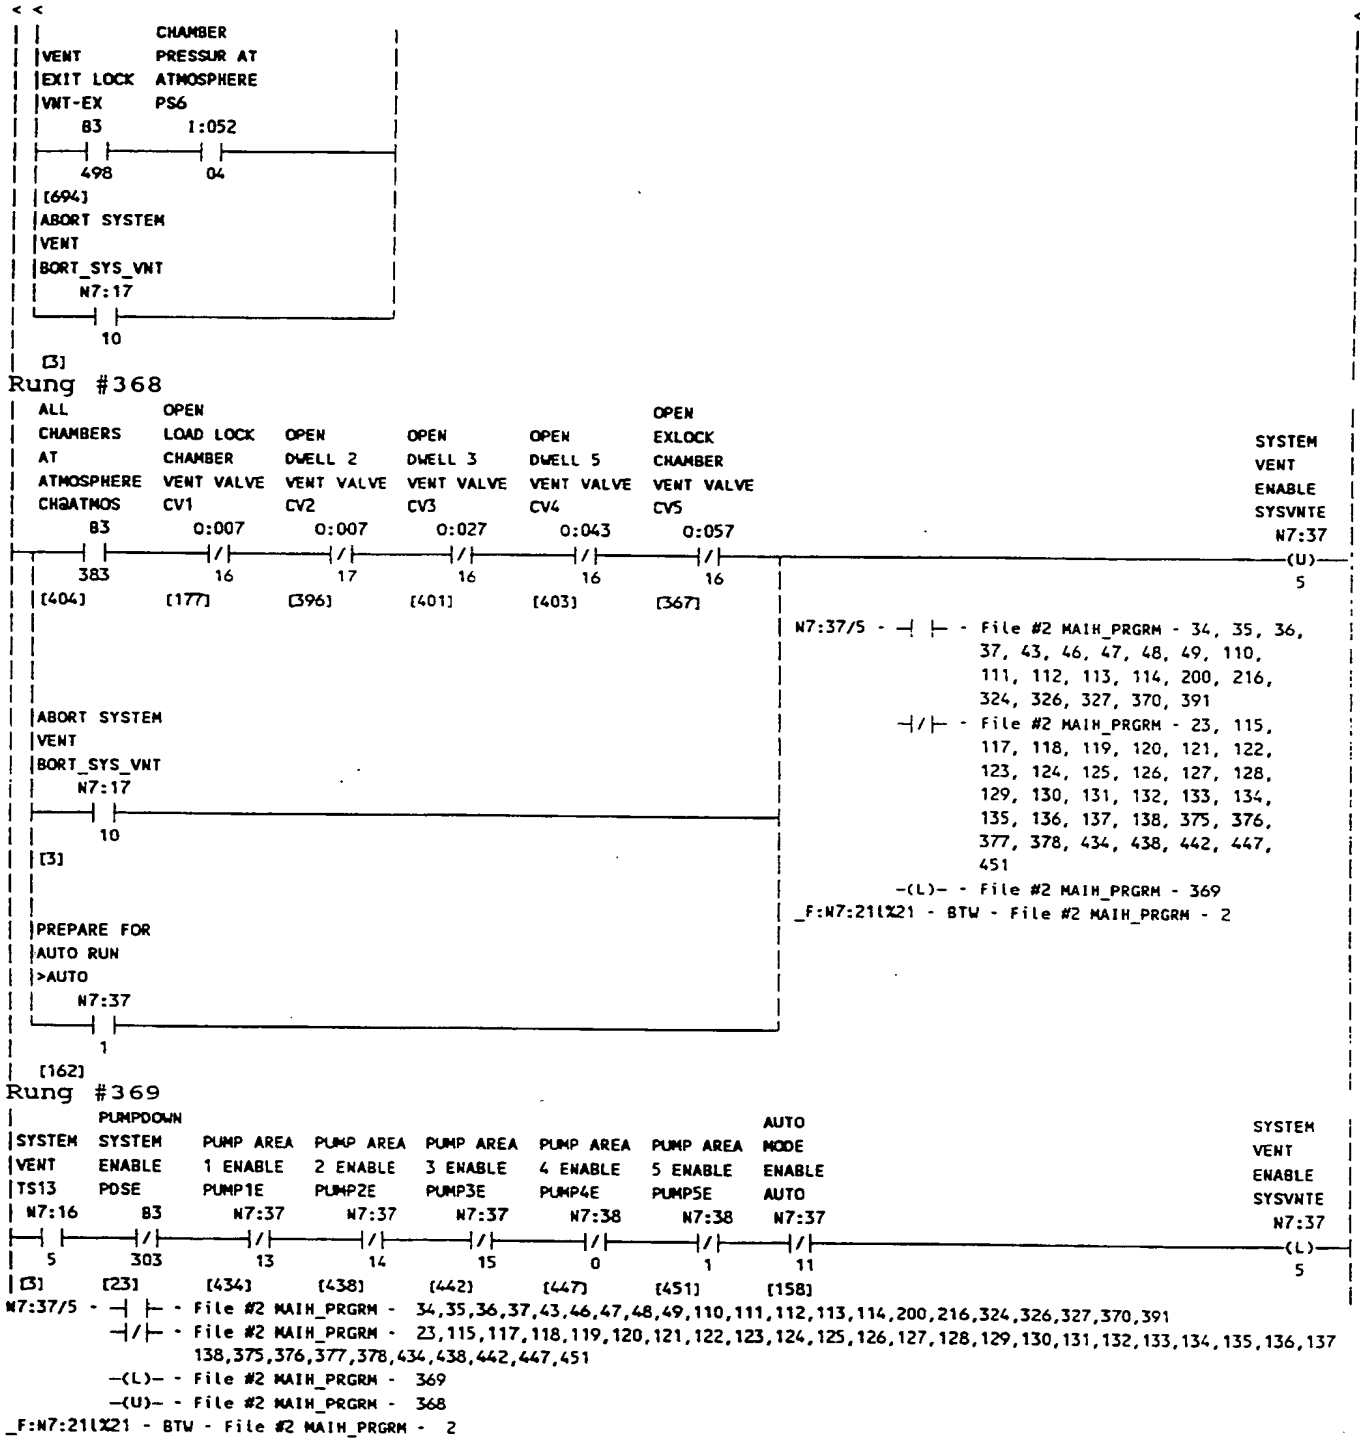 < < <
CHAMBER
VENT PRESSUR AT
EXIT LOCK ATMOSPHERE
VNT-EX PS6
B3 I:052
498 04
[694]
ABORT SYSTEM
VENT
BORT_SYS_VNT
N7:17
10
[3]
Rung #368
ALL OPEN OPEN
CHAMBERS LOAD LOCK OPEN OPEN OPEN EXLOCK SYSTEM
AT CHAMBER DWELL 2 DWELL 3 DWELL 5 CHAMBER VENT
ATMOSPHERE VENT VALVE VENT VALVE VENT VALVE VENT VALVE VENT VALVE ENABLE
CH@ATMOS CV1 CV2 CV3 CV4 CV5 SYSVNTE
B3 O:007 O:007 O:027 O:043 O:057 N7:37
(U)
383 16 17 16 16 16 5
[404] [177] [396] [401] [403] [367]
N7:37/5 - -| |- - File #2 MAIN_PRGRM - 34, 35, 36,
37, 43, 46, 47, 48, 49, 110,
111, 112, 113, 114, 200, 216,
324, 326, 327, 370, 391
-|/|- - File #2 MAIN_PRGRM - 23, 115,
117, 118, 119, 120, 121, 122,
123, 124, 125, 126, 127, 128,
129, 130, 131, 132, 133, 134,
135, 136, 137, 138, 375, 376,
377, 378, 434, 438, 442, 447,
451
-(L)- - File #2 MAIN_PRGRM - 369
_F:N7:21[%21 - BTW - File #2 MAIN_PRGRM - 2
ABORT SYSTEM
VENT
BORT_SYS_VNT
N7:17
10
[3]
PREPARE FOR
AUTO RUN
>AUTO
N7:37
1
[162]
Rung #369
PUMPDOWN AUTO SYSTEM
SYSTEM SYSTEM PUMP AREA PUMP AREA PUMP AREA PUMP AREA PUMP AREA MODE VENT
VENT ENABLE 1 ENABLE 2 ENABLE 3 ENABLE 4 ENABLE 5 ENABLE ENABLE ENABLE
TS13 PDSE PUMP1E PUMP2E PUMP3E PUMP4E PUMP5E AUTO SYSVNTE
N7:16 B3 N7:37 N7:37 N7:37 N7:38 N7:38 N7:37 N7:37
(L)
5 303 13 14 15 0 1 11 5
[3] [23] [434] [438] [442] [447] [451] [158]
N7:37/5 - -| |- - File #2 MAIN_PRGRM - 34,35,36,37,43,46,47,48,49,110,111,112,113,114,200,216,324,326,327,370,391
-|/|- - File #2 MAIN_PRGRM - 23,115,117,118,119,120,121,122,123,124,125,126,127,128,129,130,131,132,133,134,135,136,137
138,375,376,377,378,434,438,442,447,451
-(L)- - File #2 MAIN_PRGRM - 369
-(U)- - File #2 MAIN_PRGRM - 368
_F:N7:21[%21 - BTW - File #2 MAIN_PRGRM - 2